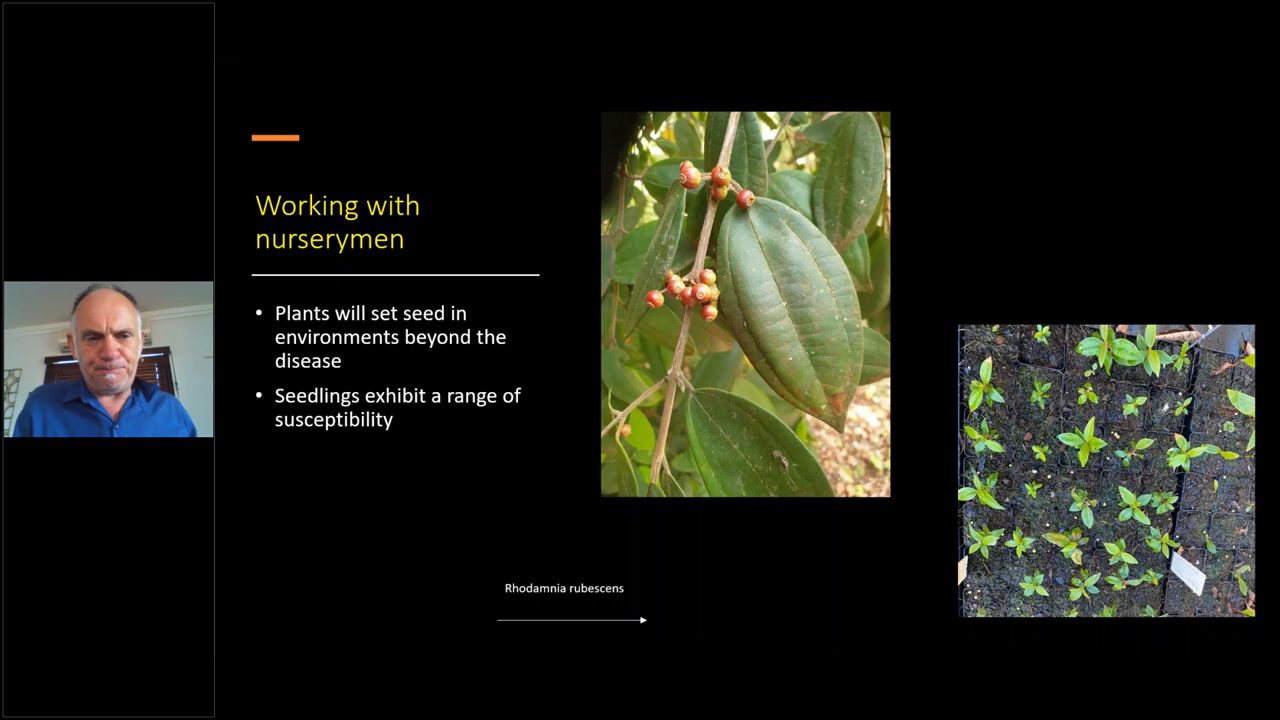 Working with
nurserymen
• Plants will set seed in
environments beyond the
disease
• Seedlings exhibit a range of
susceptibility
Rhodamnia rubescens